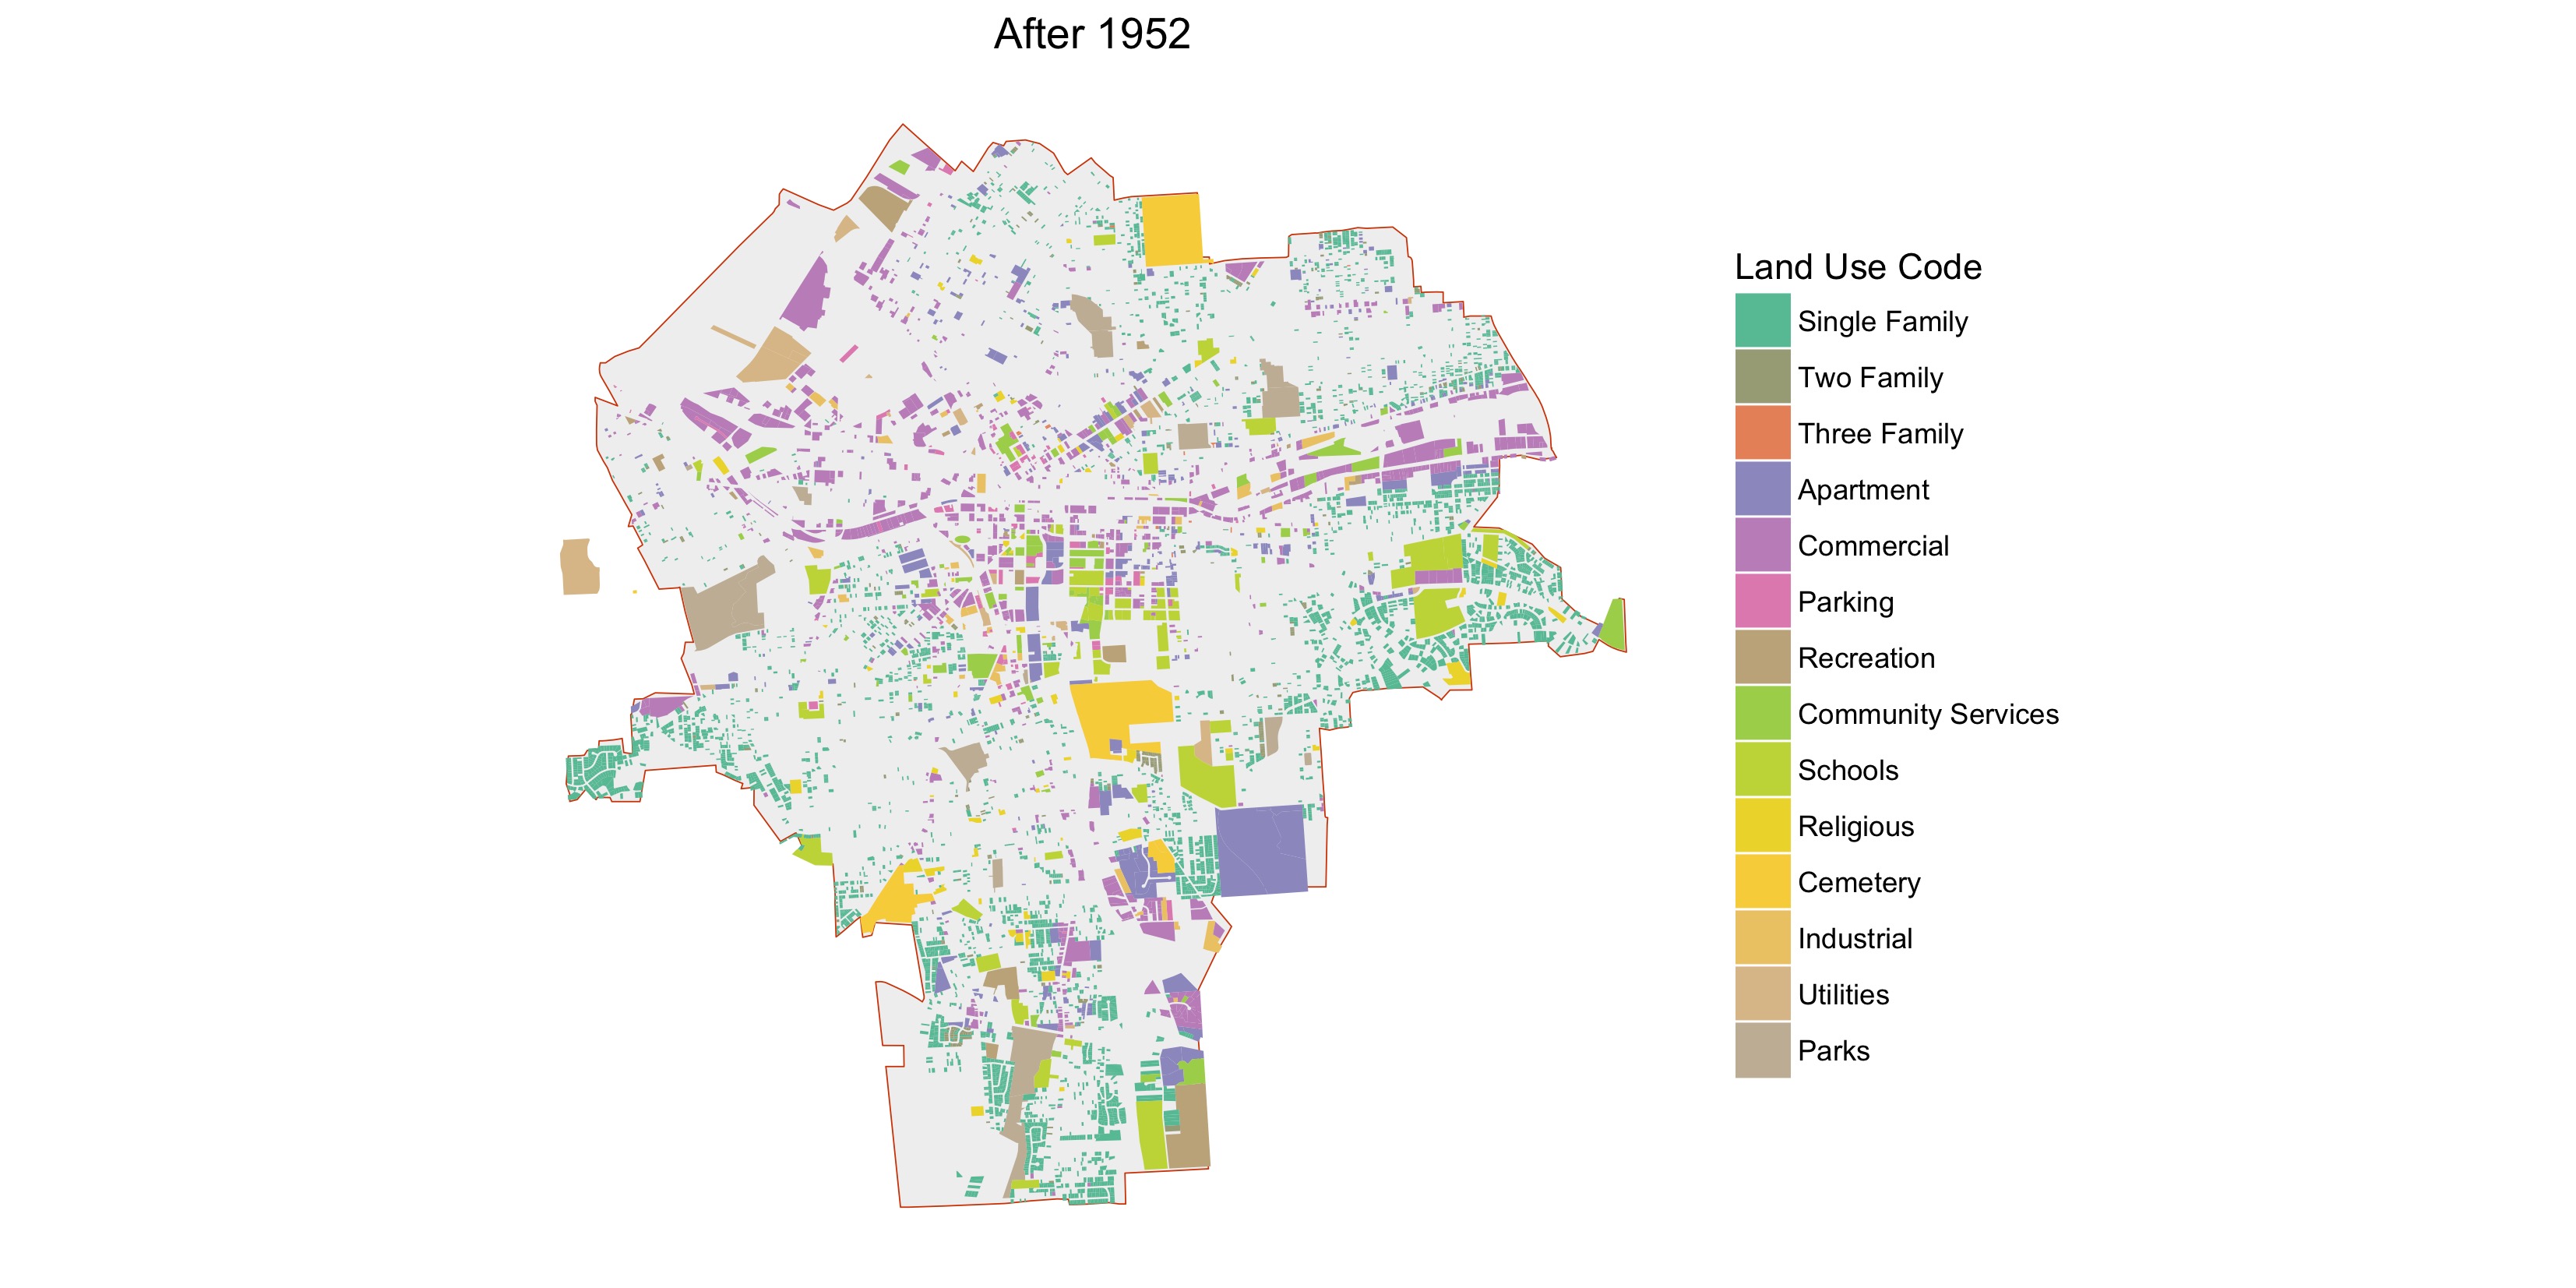 After 1952
Land Use Code
Single Family
Two Family
Three Family
Apartment
Commercial
Parking
Recreation
Community Services
Schools
Religious
Cemetery
Industrial
Utilities
Parks